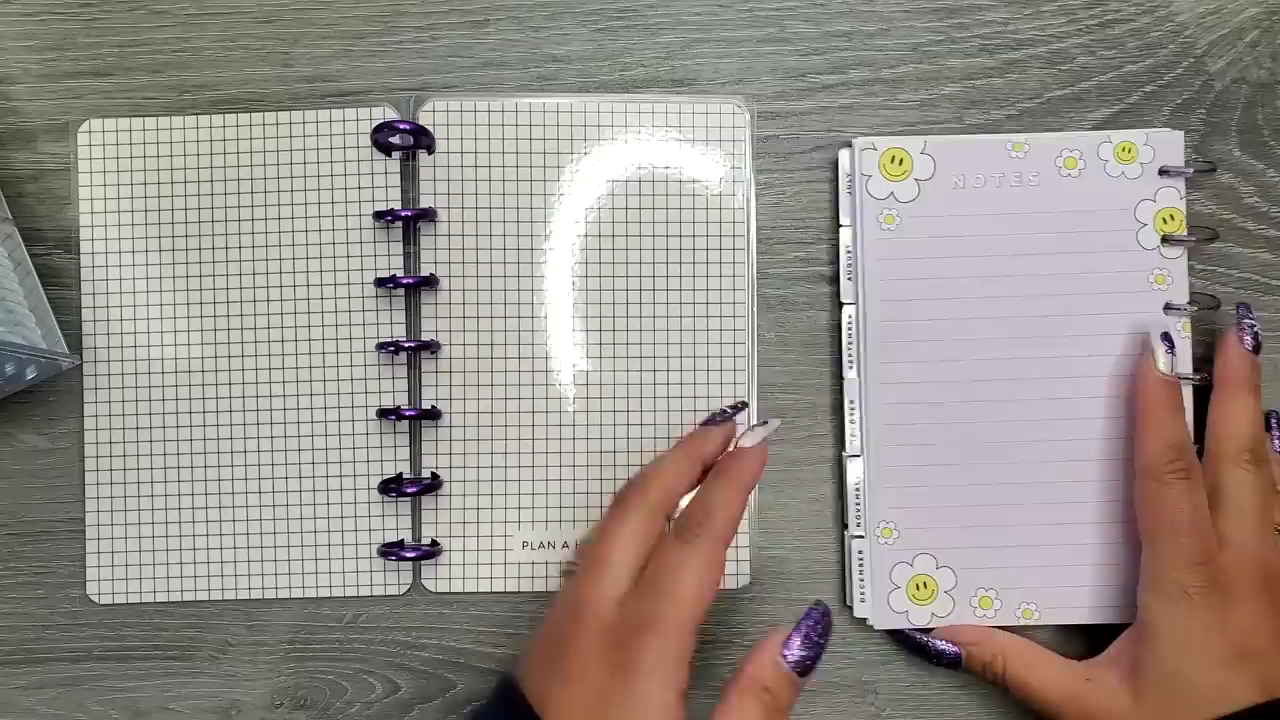 PLAN A
NOTES
JULY
AUGUST
SEPTEMBER
NOVEMBER
DECEMBER